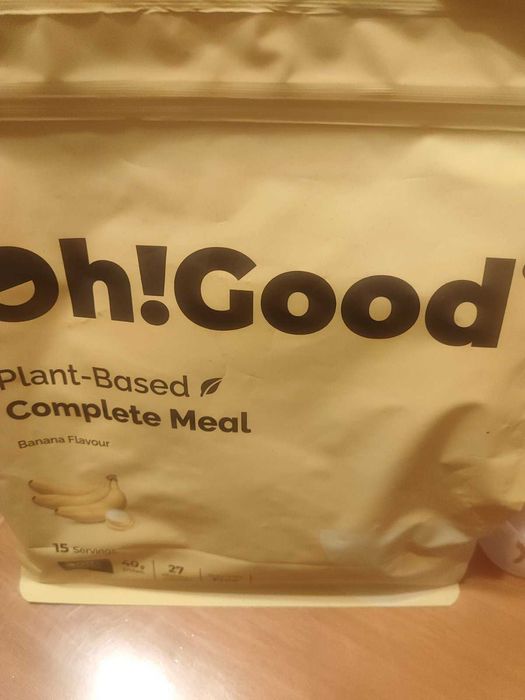 Oh!Good
Plant-Based
Complete Meal
Banana Flavour
15 Servings
40g
27